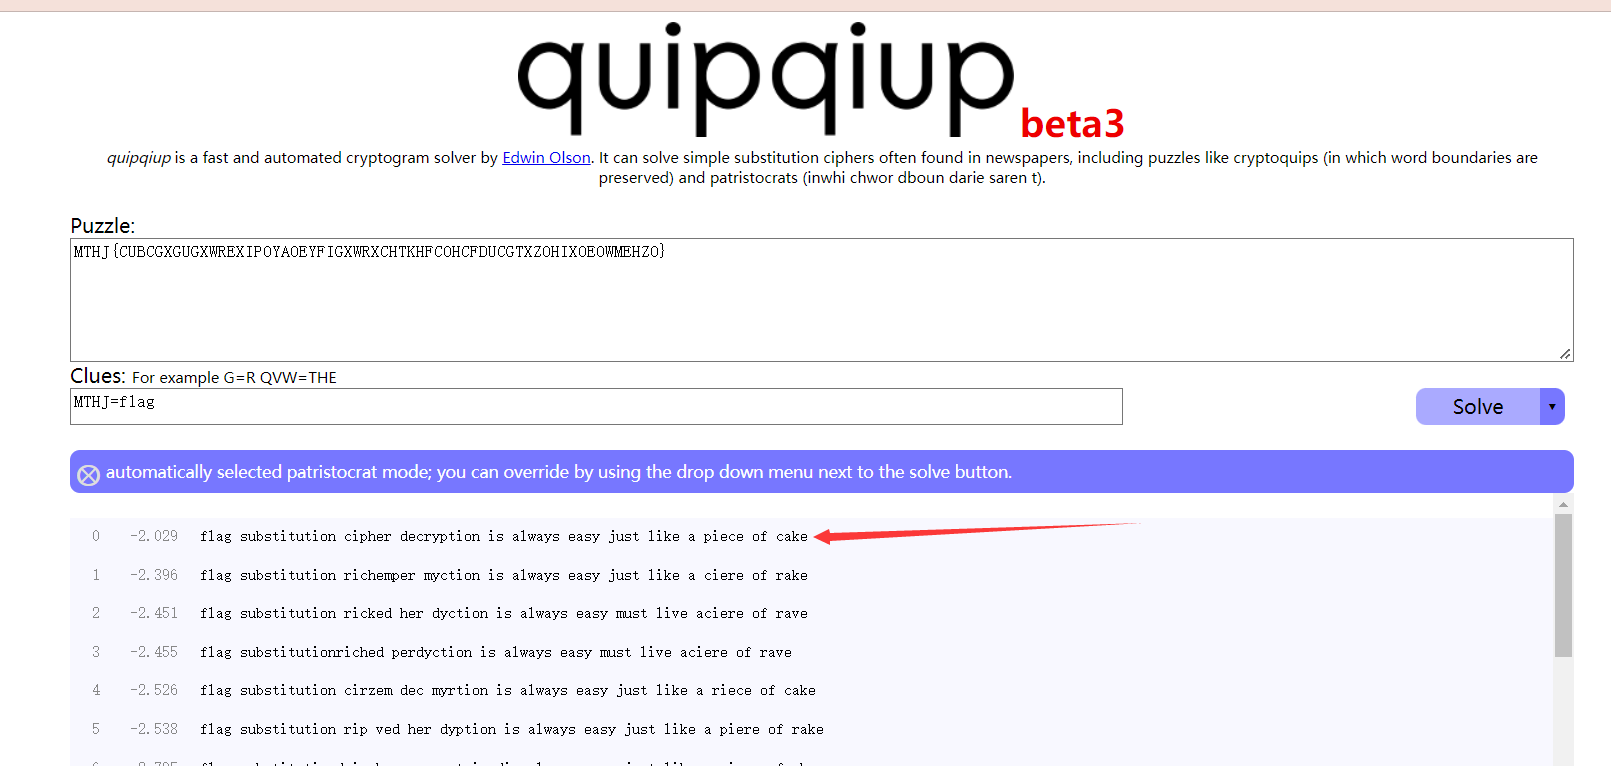 quipqiup beta3
quipqiup is a fast and automated cryptogram solver by Edwin Olson. It can solve simple substitution ciphers often found in newspapers, including puzzles like cryptoquips (in which word boundaries are
preserved) and patristocrats (inwhi chwor dboun darie saren t).
Puzzle:
MTHJ{CUBCGXGUGXWREXIPOYAOEYFIGXWRXCHTKHFCOHCFDUCGTXZOHIXOEOWMEHZO}
Clues: For example G=R QVW=THE
MTHJ=flag
Solve
automatically selected patristocrat mode; you can override by using the drop down menu next to the solve button.
0 -2.029 flag substitution cipher decryption is always easy just like a piece of cake
1 -2.396 flag substitution richemper myction is always easy just like a ciere of rake
2 -2.451 flag substitution ricked her dyction is always easy must live aciere of rave
3 -2.455 flag substitutionriched perdyction is always easy must live aciere of rave
4 -2.526 flag substitution cirzem dec myrtion is always easy just like a riece of cake
5 -2.538 flag substitution rip ved her dyption is always easy just like a piere of rake